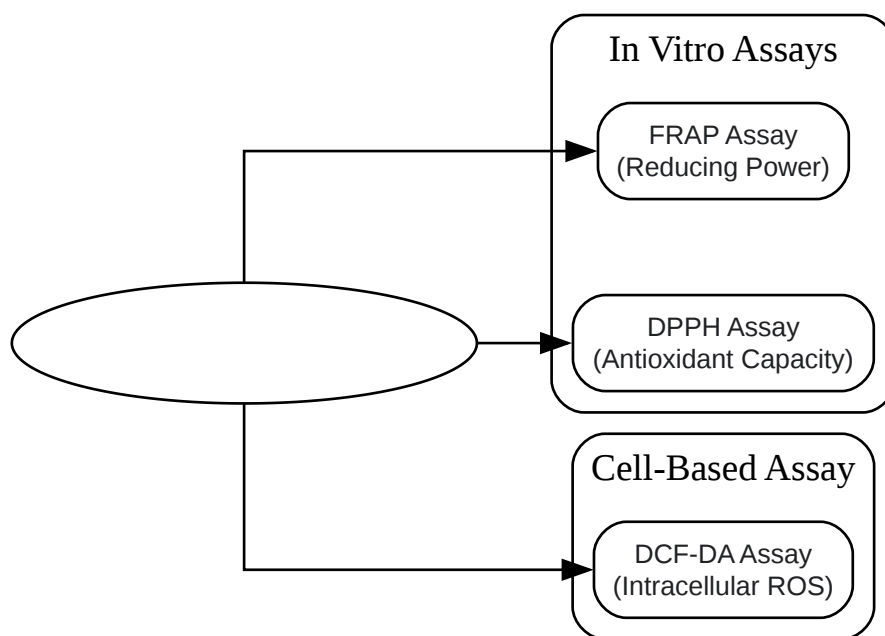 In Vitro Assays
FRAP Assay
(Reducing Power)
DPPH Assay
(Antioxidant Capacity)
Cell-Based Assay
DCF-DA Assay
(Intracellular ROS)